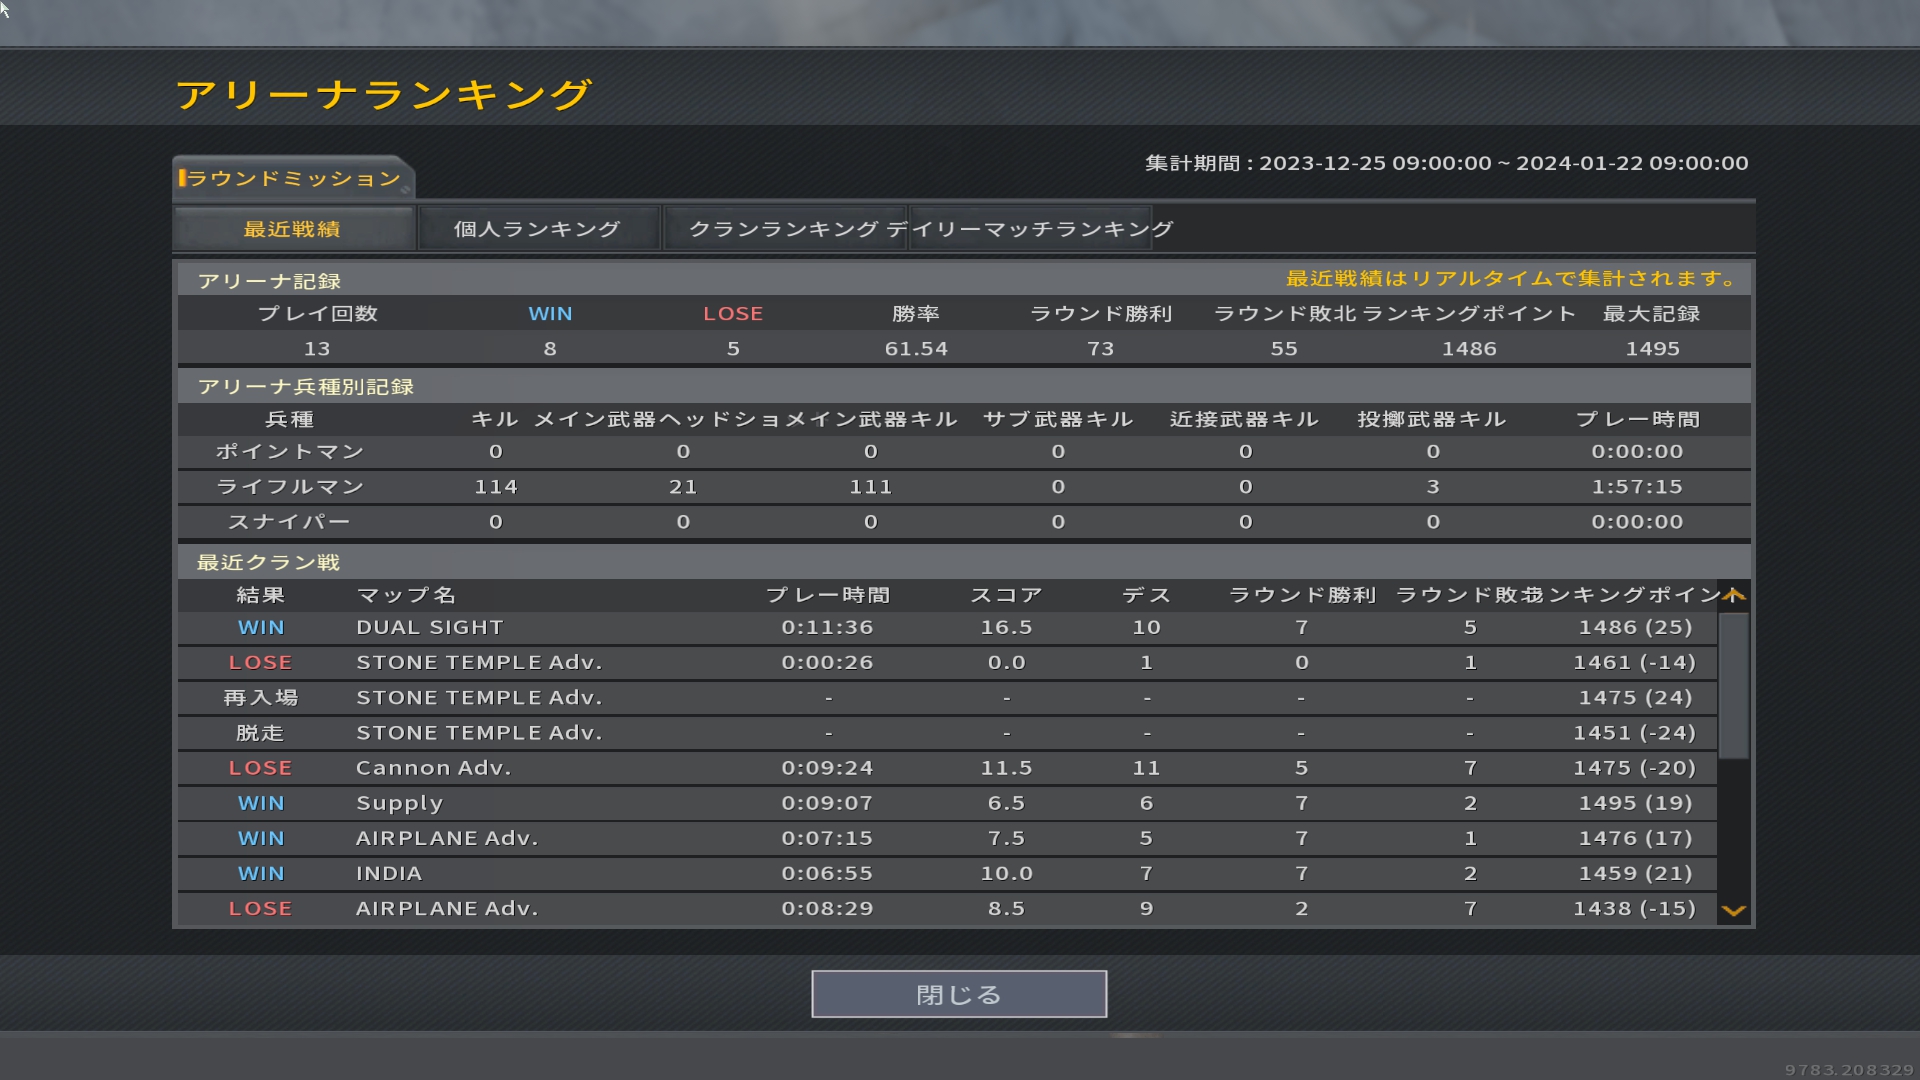 アリーナランキング
ラウンドミッション
集計期間 : 2023-12-25 09:00:00 ~ 2024-01-22 09:00:00
最近戦績 個人ランキング クランランキング デイリーマッチランキング
アリーナ記録 最近戦績はリアルタイムで集計されます。
プレイ回数 WIN LOSE 勝率 ラウンド勝利 ラウンド敗北 ランキングポイント 最大記録
13 8 5 61.54 73 55 1486 1495
アリーナ兵種別記録
兵種 キル メイン武器ヘッドショ メイン武器キル サブ武器キル 近接武器キル 投擲武器キル プレー時間
ポイントマン 0 0 0 0 0 0 0:00:00
ライフルマン 114 21 111 0 0 3 1:57:15
スナイパー 0 0 0 0 0 0 0:00:00
最近クラン戦
結果 マップ名 プレー時間 スコア デス ラウンド勝利 ラウンド敗 ンキングポイント
WIN DUAL SIGHT 0:11:36 16.5 10 7 5 1486 (25)
LOSE STONE TEMPLE Adv. 0:00:26 0.0 1 0 1 1461 (-14)
再入場 STONE TEMPLE Adv. - - - - - 1475 (24)
脱走 STONE TEMPLE Adv. - - - - - 1451 (-24)
LOSE Cannon Adv. 0:09:24 11.5 11 5 7 1475 (-20)
WIN Supply 0:09:07 6.5 6 7 2 1495 (19)
WIN AIRPLANE Adv. 0:07:15 7.5 5 7 1 1476 (17)
WIN INDIA 0:06:55 10.0 7 7 2 1459 (21)
LOSE AIRPLANE Adv. 0:08:29 8.5 9 2 7 1438 (-15)
閉じる
9783.208329